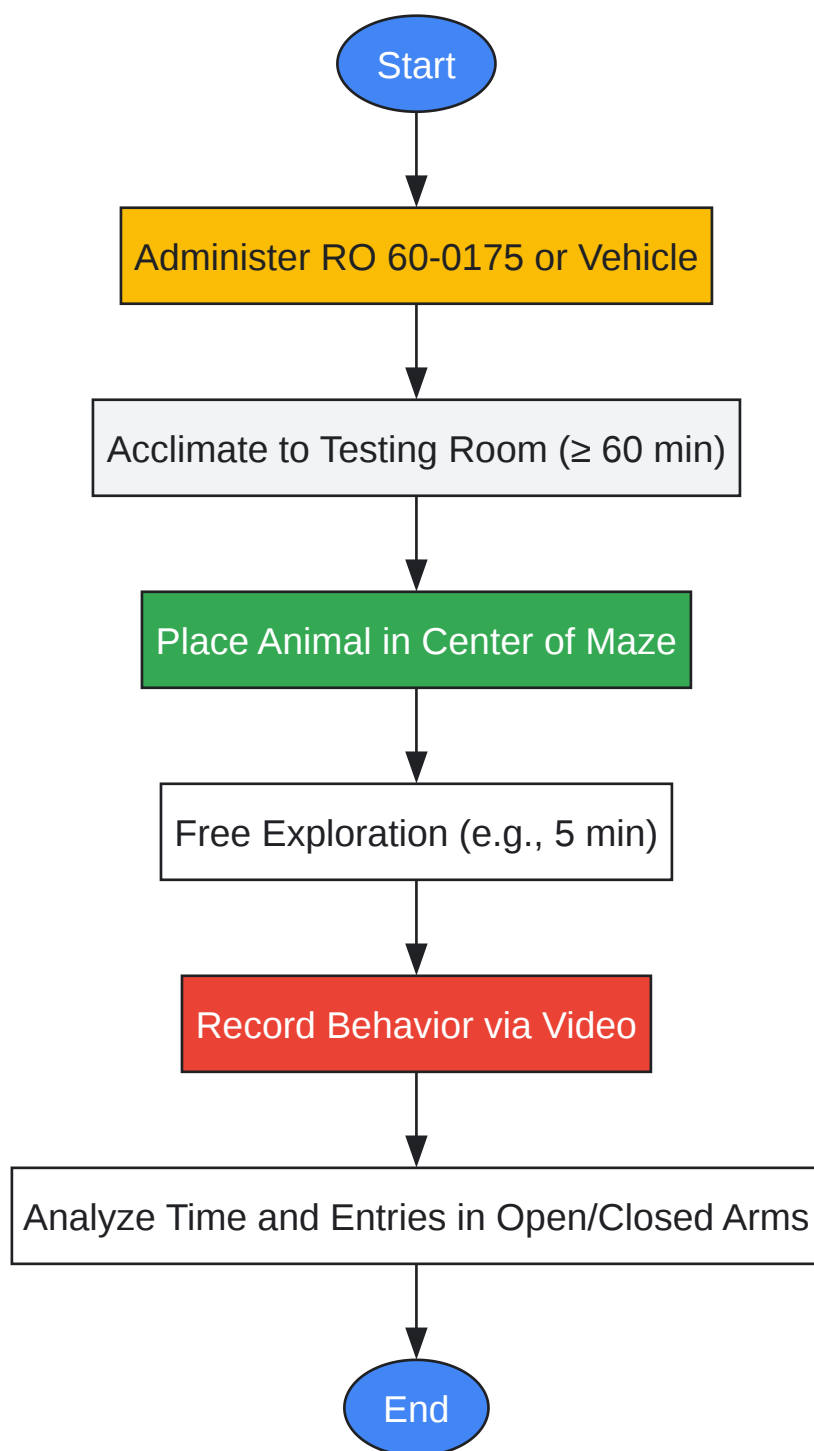 Start
Administer RO 60-0175 or Vehicle
Acclimate to Testing Room (≥ 60 min)
Place Animal in Center of Maze
Free Exploration (e.g., 5 min)
Record Behavior via Video
Analyze Time and Entries in Open/Closed Arms
End